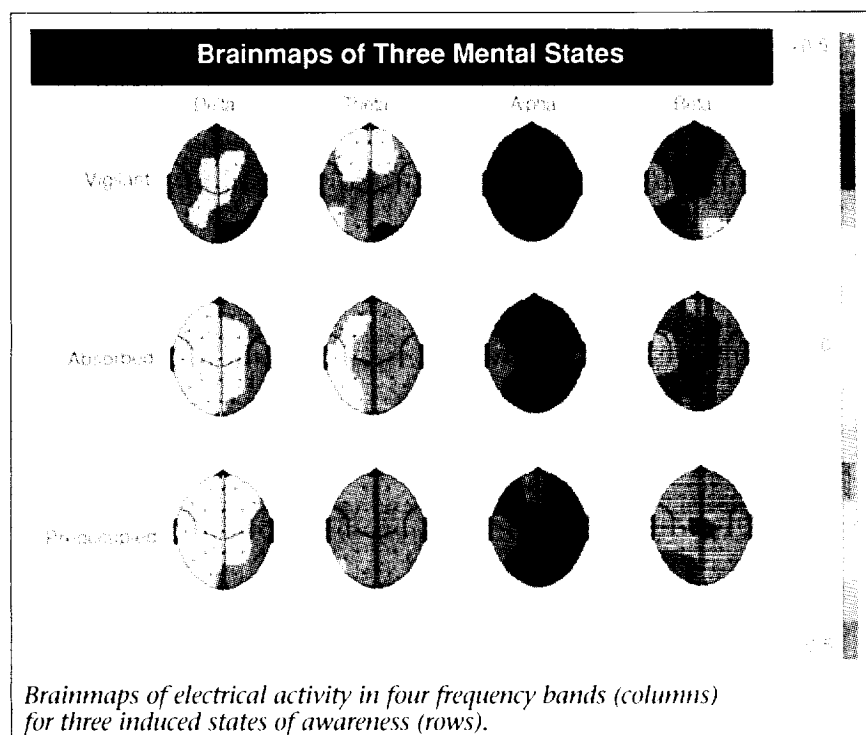 Brainmaps of Three Mental States
Delta Theta Alpha Beta
Vigilant
Absorbed
Preoccupied
0
Brainmaps of electrical activity in four frequency bands (columns)
for three induced states of awareness (rows).